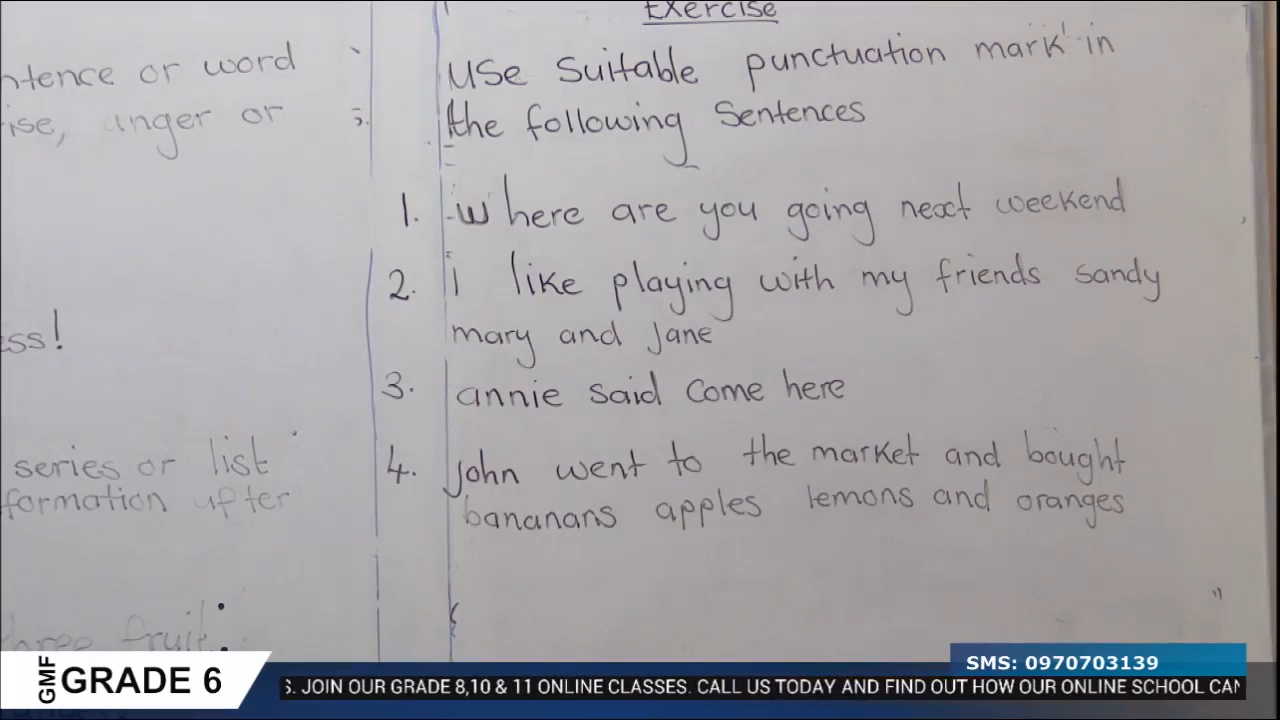 Exercise
ntence or word
Use suitable punctuation mark in
ise, anger or
the following Sentences
1. Where are you going next weekend
2. i like playing with my friends sandy
mary and jane
ess!
3. annie said come here
series or list
formation after
4. john went to the market and bought
bananans apples lemons and oranges
three fruit:
SMS: 0970703139
GMF GRADE 6
S. JOIN OUR GRADE 8,10 & 11 ONLINE CLASSES. CALL US TODAY AND FIND OUT HOW OUR ONLINE SCHOOL CAN